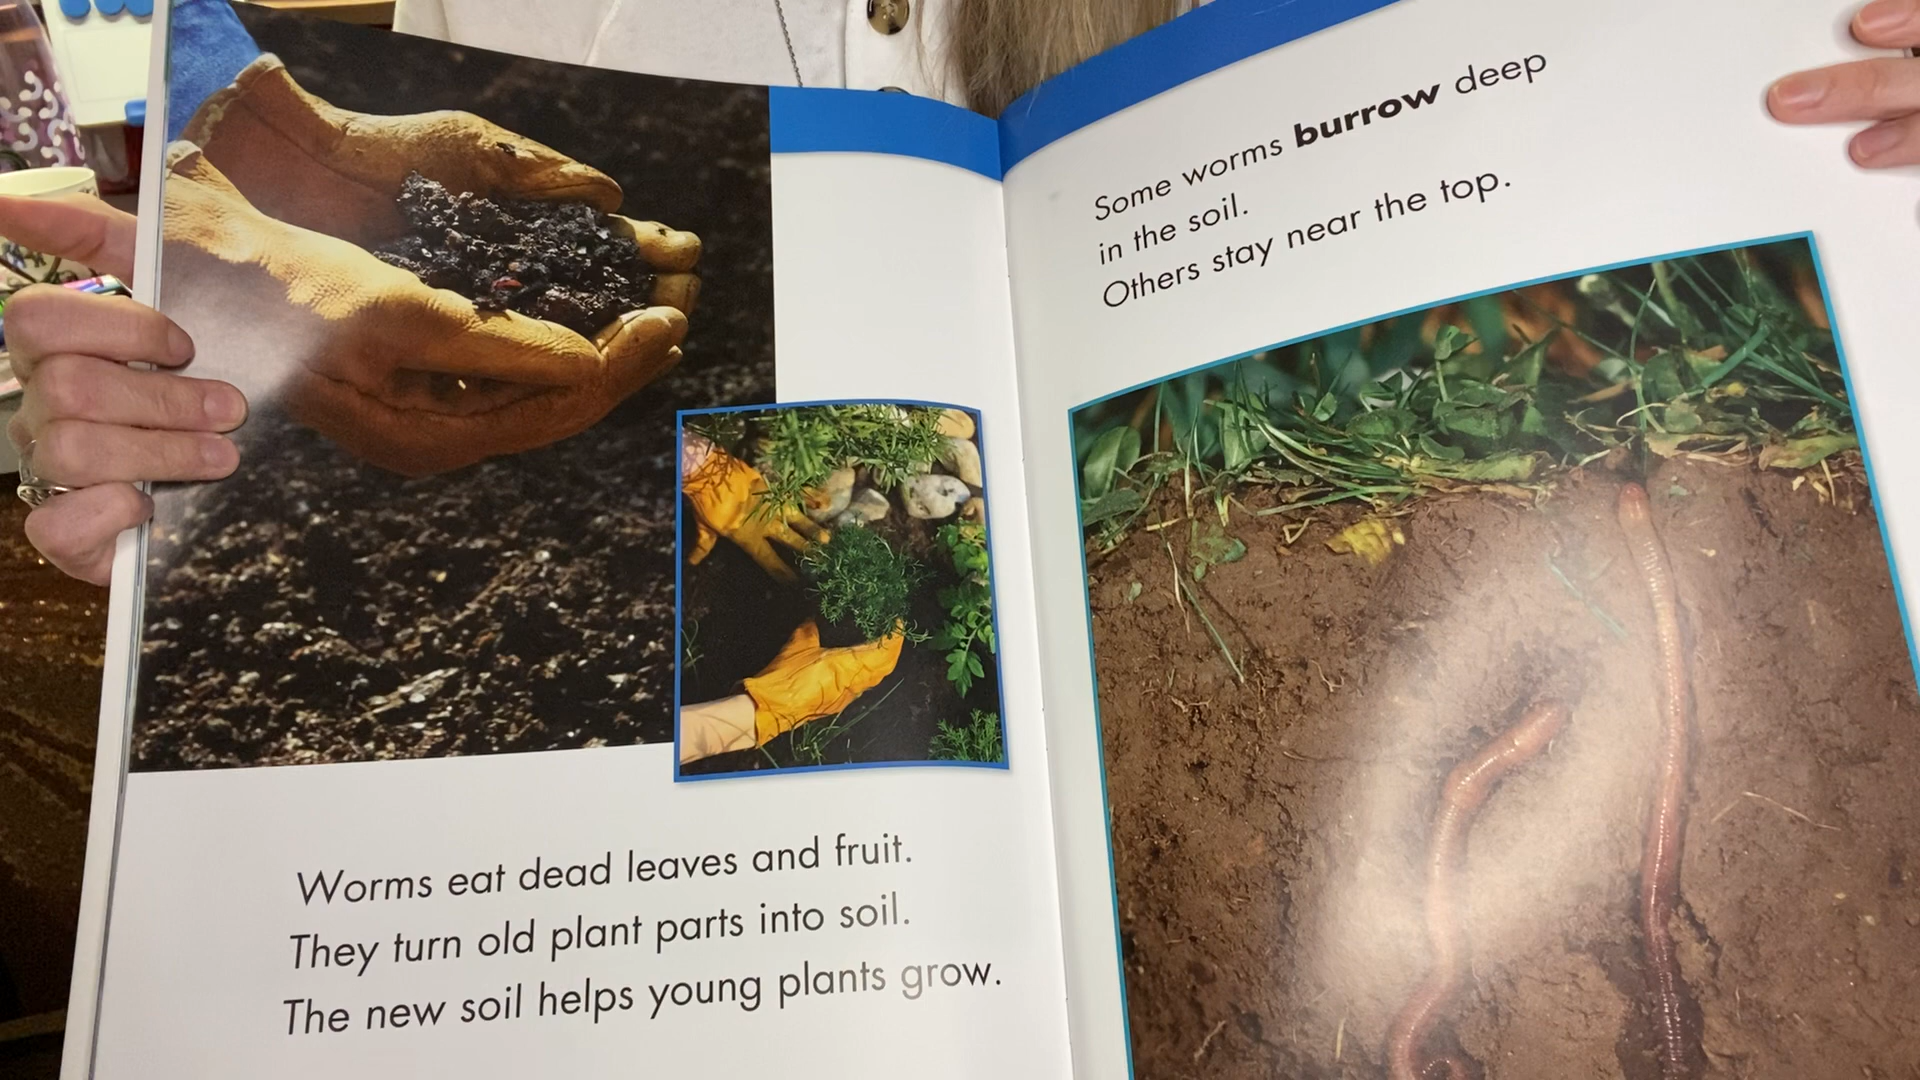 Worms eat dead leaves and fruit.
They turn old plant parts into soil.
The new soil helps young plants grow.
Some worms burrow deep
in the soil.
Others stay near the top.